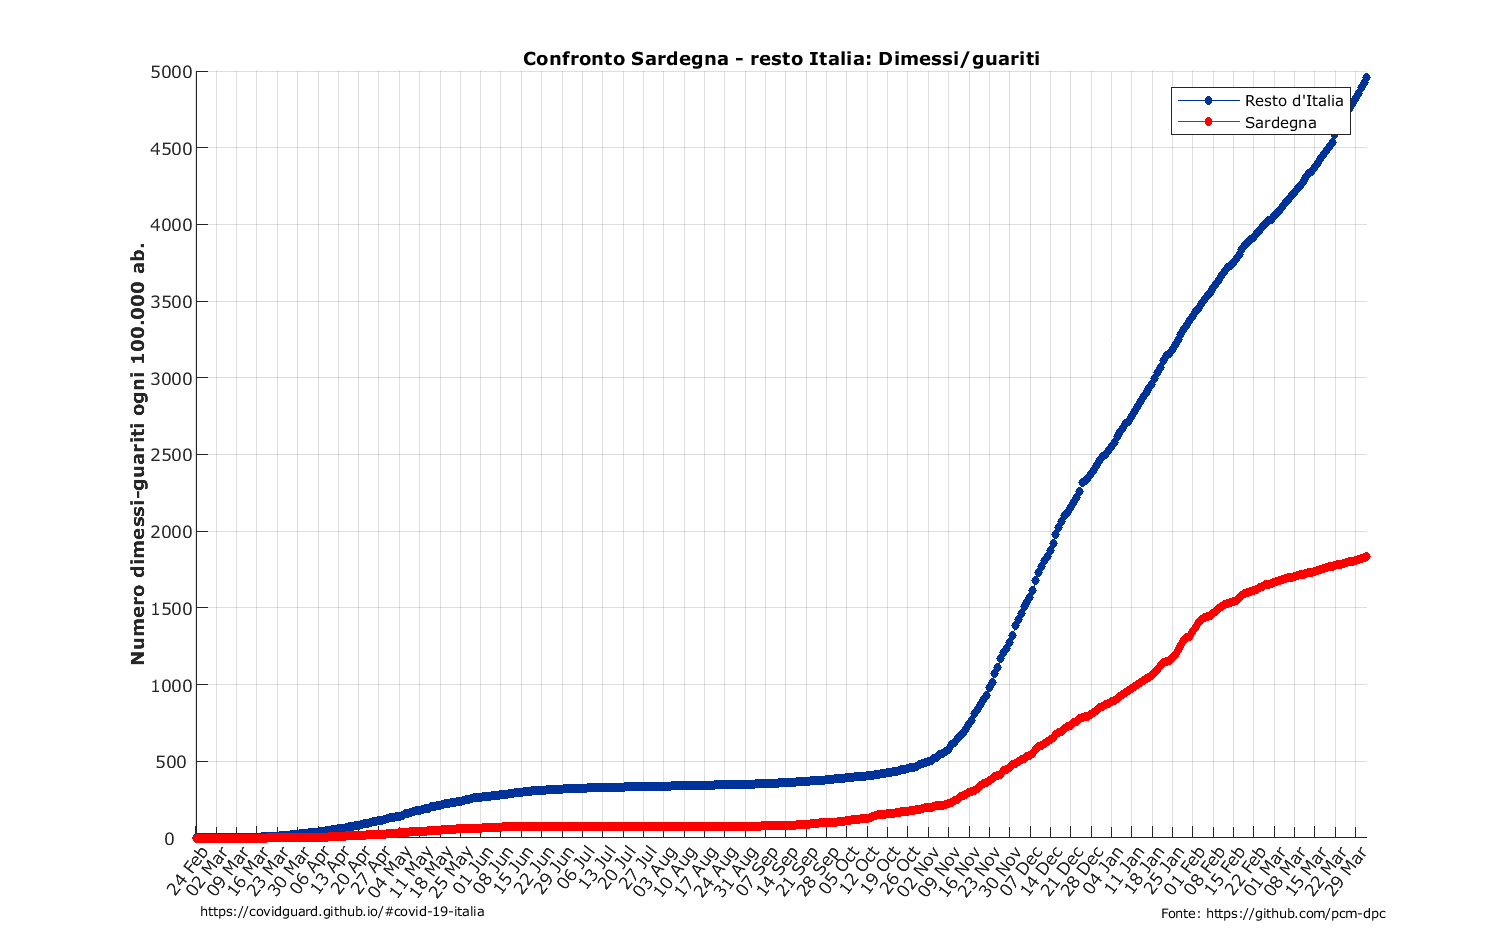 Confronto Sardegna - resto Italia: Dimessi/guariti
Numero dimessi-guariti ogni 100.000 ab.
5000
4500
4000
3500
3000
2500
2000
1500
1000
500
0
Resto d'Italia
Sardegna
24 Feb
02 Mar
09 Mar
16 Mar
23 Mar
30 Mar
06 Apr
13 Apr
20 Apr
27 Apr
04 May
11 May
18 May
25 May
01 Jun
08 Jun
15 Jun
22 Jun
29 Jun
06 Jul
13 Jul
20 Jul
27 Jul
03 Aug
10 Aug
17 Aug
24 Aug
31 Aug
07 Sep
14 Sep
21 Sep
28 Sep
05 Oct
12 Oct
19 Oct
26 Oct
02 Nov
09 Nov
16 Nov
23 Nov
30 Nov
07 Dec
14 Dec
21 Dec
28 Dec
04 Jan
11 Jan
18 Jan
25 Jan
01 Feb
08 Feb
15 Feb
22 Feb
01 Mar
08 Mar
15 Mar
22 Mar
29 Mar
https://covidguard.github.io/#covid-19-italia
Fonte: https://github.com/pcm-dpc